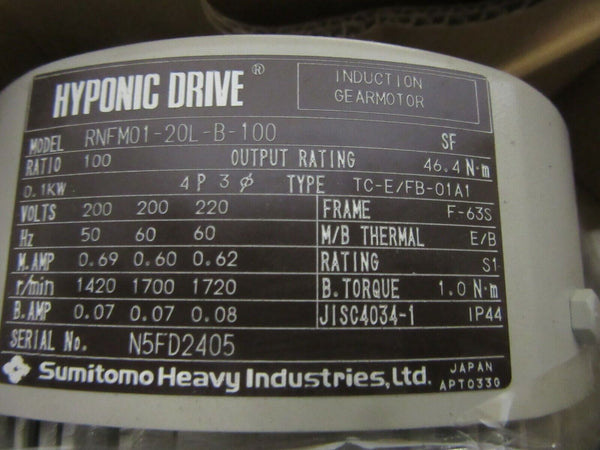 HYPONIC DRIVE®
INDUCTION
GEARMOTOR
MODEL RNFM01-20L-B-100 SF
RATIO 100 OUTPUT RATING 46.4 N·m
0.1KW 4P 3ø TYPE TC-E/FB-01A1
VOLTS 200 200 220 FRAME F-63S
Hz 50 60 60 M/B THERMAL E/B
M.AMP 0.69 0.60 0.62 RATING S1
r/min 1420 1700 1720 B.TORQUE 1.0 N·m
B.AMP 0.07 0.07 0.08 JISC4034-1 IP44
SERIAL No. N5FD2405
Sumitomo Heavy Industries, Ltd. JAPAN
APT033G